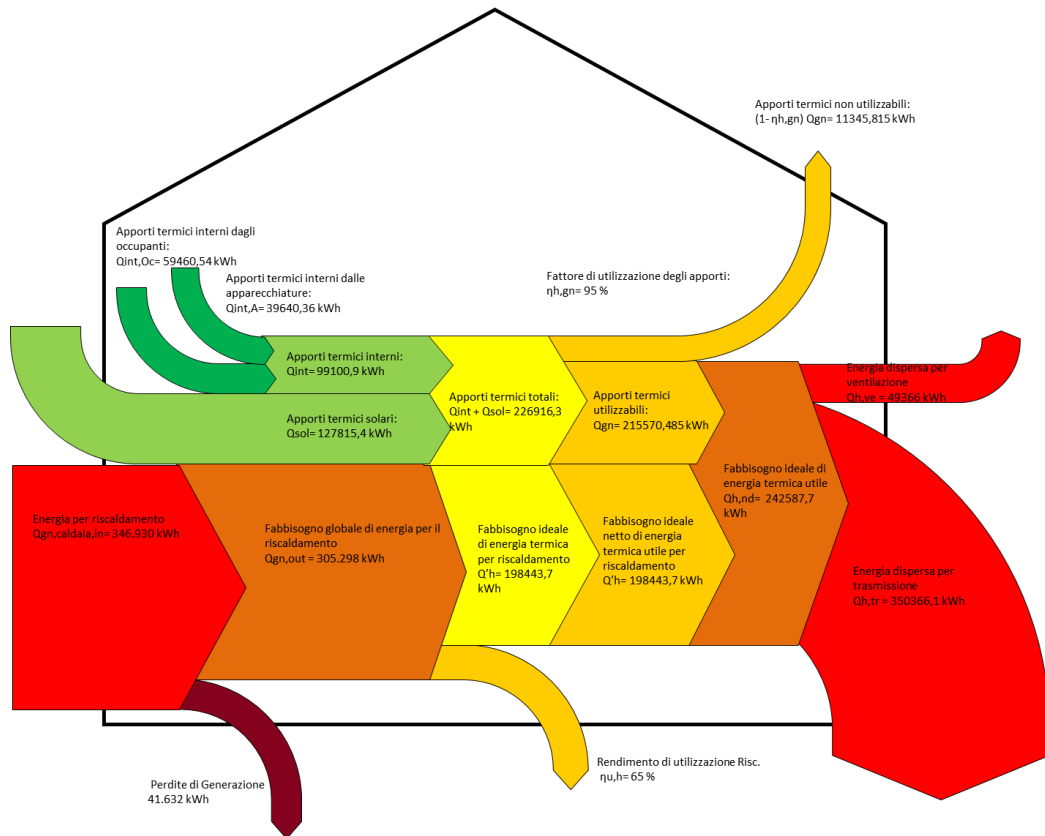 Apporti termici non utilizzabili:
(1- ηh,gn) Qgn= 11345,815 kWh
Apporti termici interni dagli
occupanti:
Qint,Oc= 59460,54 kWh
Apporti termici interni dalle
apparecchiature:
Qint,A= 39640,36 kWh
Fattore di utilizzazione degli apporti:
ηh,gn= 95 %
Apporti termici interni:
Qint= 99100,9 kWh
Apporti termici solari:
Qsol= 127815,4 kWh
Apporti termici totali:
Qint + Qsol= 226916,3
kWh
Apporti termici
utilizzabili:
Qgn= 215570,485 kWh
Energia dispersa per
ventilazione
Qh,ve = 49366 kWh
Fabbisogno ideale di
energia termica utile
Qh,nd= 242587,7
kWh
Energia per riscaldamento
Qgn,caldaia,in= 346.930 kWh
Fabbisogno globale di energia per il
riscaldamento
Qgn,out = 305.298 kWh
Fabbisogno ideale
di energia termica
per riscaldamento
Q'h= 198443,7
kWh
Fabbisogno ideale
netto di energia
termica utile per
riscaldamento
Q'h= 198443,7 kWh
Energia dispersa per
trasmissione
Qh,tr = 350366,1 kWh
Perdite di Generazione
41.632 kWh
Rendimento di utilizzazione Risc.
ηu,h= 65 %